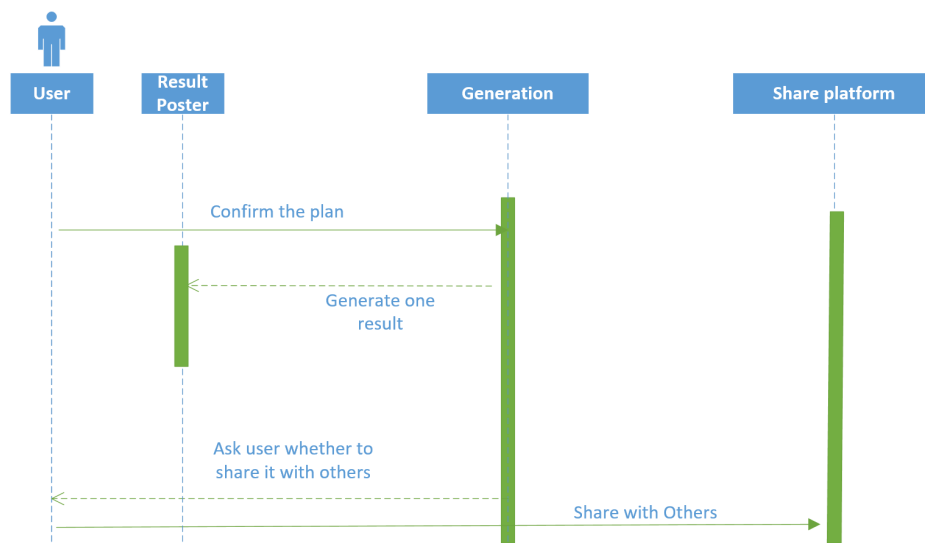 User
Result
Poster
Generation
Share platform
Confirm the plan
Generate one
result
Ask user whether to
share it with others
Share with Others